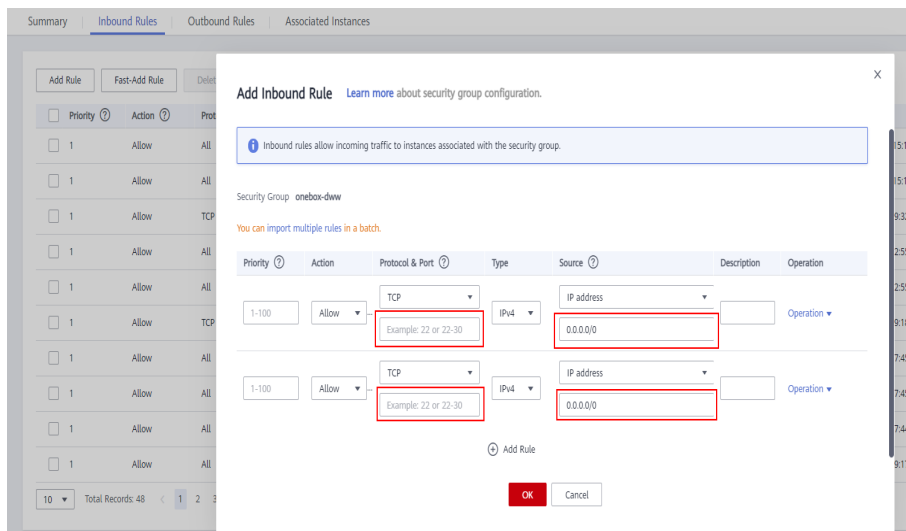 Summary Inbound Rules Outbound Rules Associated Instances
Add Rule Fast-Add Rule Delet
Priority Action Prot
1 Allow All
1 Allow All
1 Allow TCP
1 Allow All
1 Allow All
1 Allow TCP
1 Allow All
1 Allow All
1 Allow All
1 Allow All
10 Total Records: 48 < 1 2 3
X
Add Inbound Rule Learn more about security group configuration.
Inbound rules allow incoming traffic to instances associated with the security group.
Security Group onebox-dww
You can import multiple rules in a batch.
Priority Action Protocol & Port Type Source Description Operation
TCP IP address
1-100 Allow IPv4 Operation
Example: 22 or 22-30 0.0.0.0/0
TCP IP address
1-100 Allow IPv4 Operation
Example: 22 or 22-30 0.0.0.0/0
Add Rule
OK Cancel